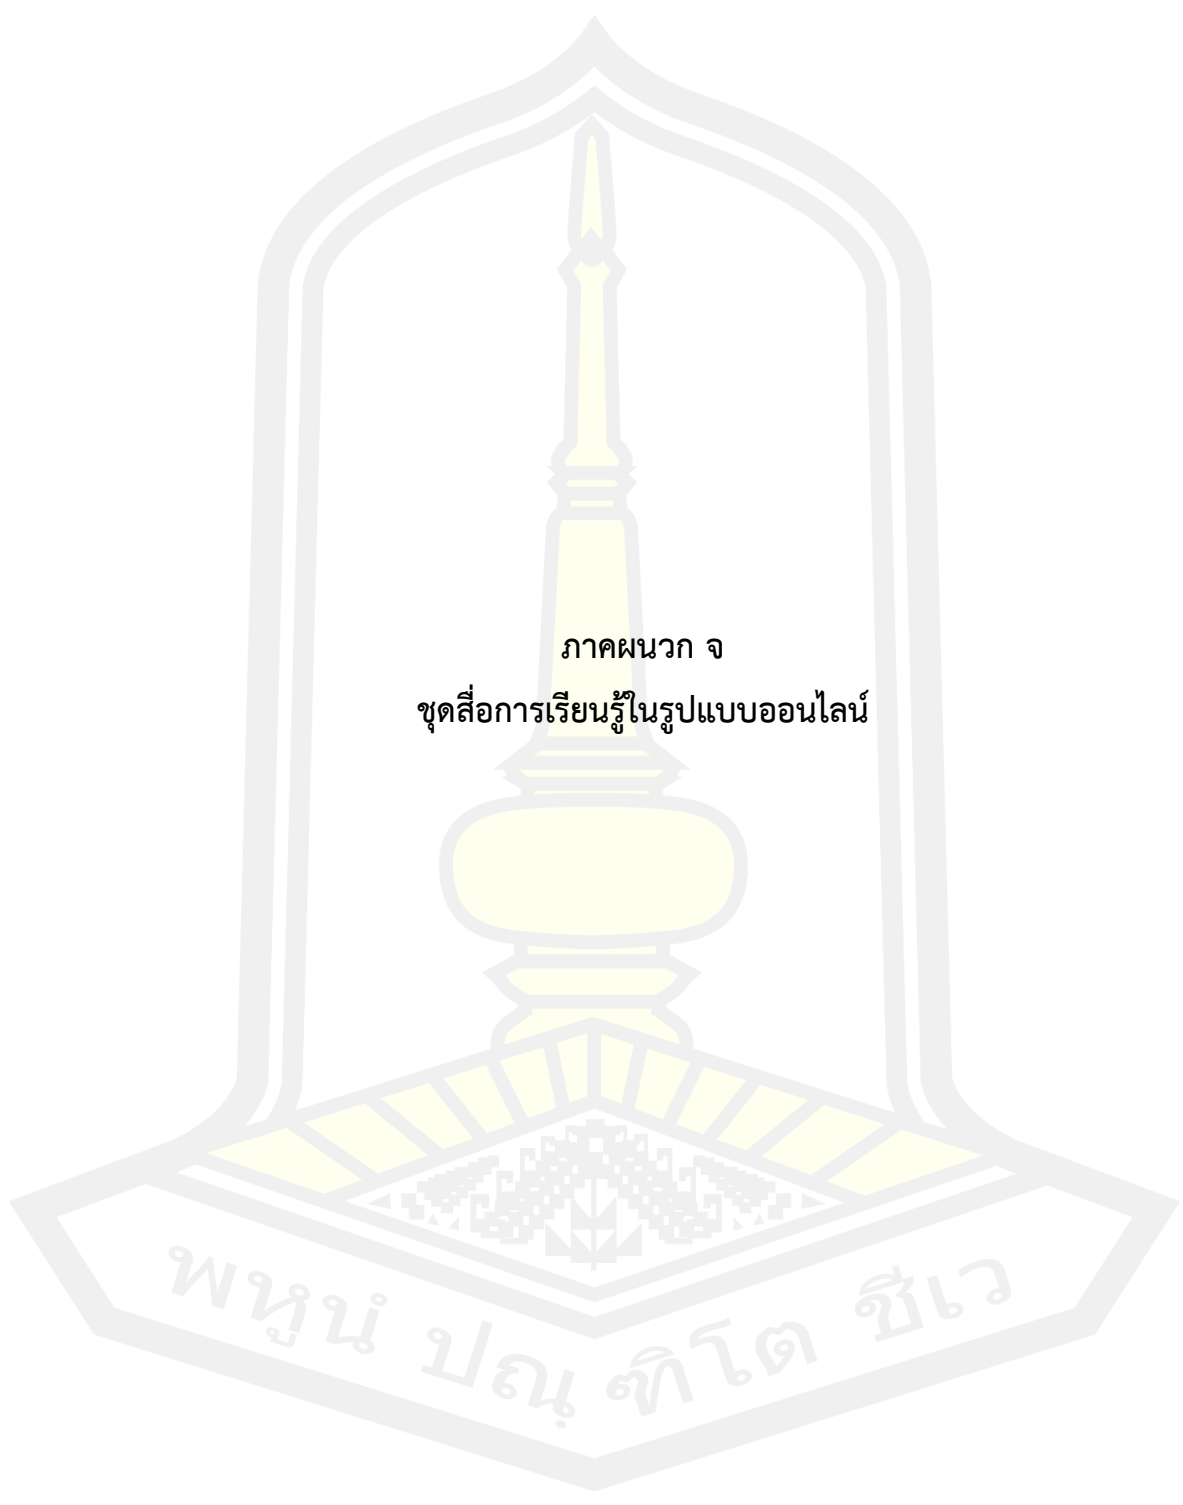 ภาคผนวก จ
ชุดสื่อการเรียนรู้ในรูปแบบออนไลน์
พหูนํ ปณฺฑิโต ชีเว